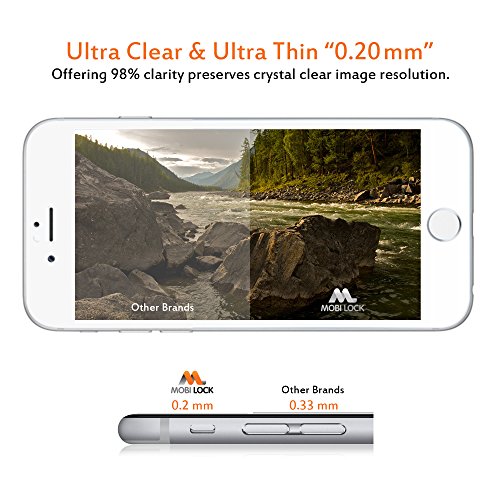 Ultra Clear & Ultra Thin “0.20mm”
Offering 98% clarity preserves crystal clear image resolution.
Other Brands
MOBI LOCK
MOBI LOCK
0.2 mm
Other Brands
0.33 mm